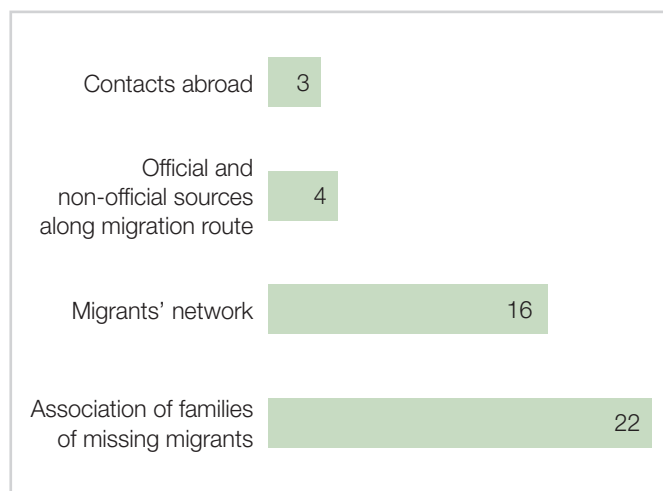 Contacts abroad
3
Official and
non-official sources
along migration route
4
Migrants’ network
16
Association of families
of missing migrants
22